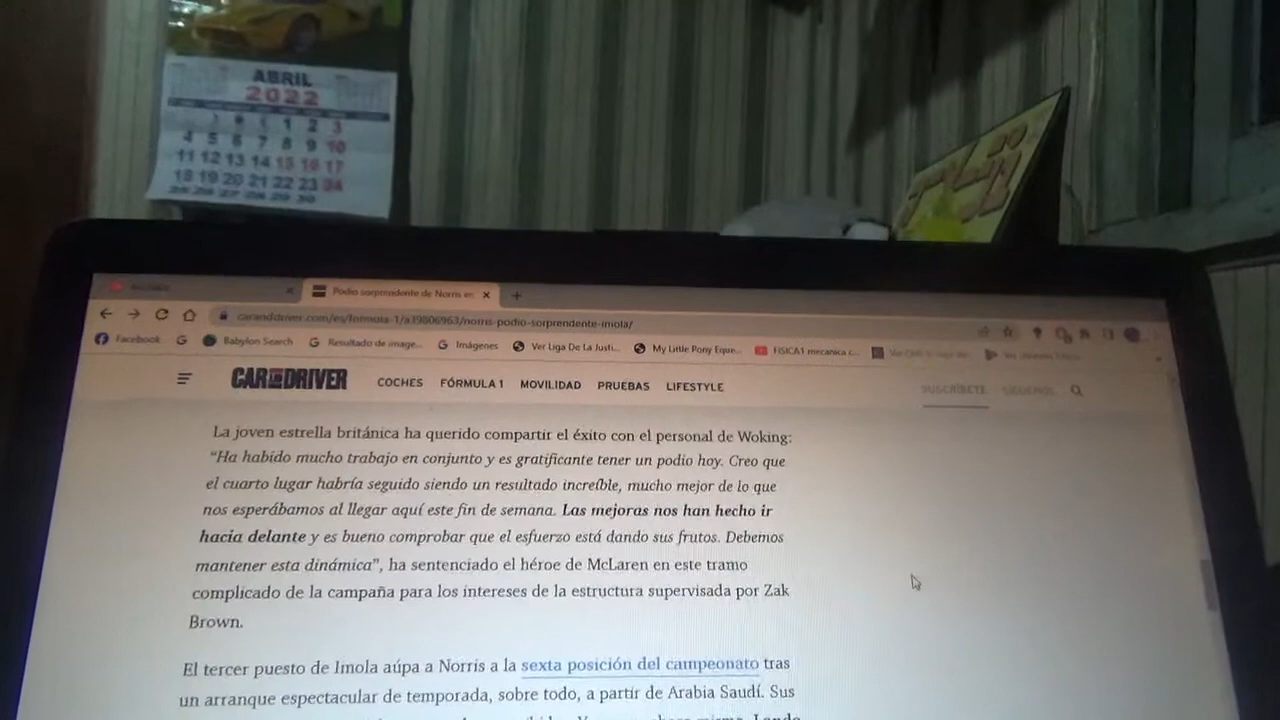 ABRIL
2022
1 2 3
4 5 6 7 8 9 10
11 12 13 14 15 16 17
18 19 20 21 22 23 24
25 26 27 28 29 30
Podio sorprendente de Norris en
caranddriver.com/es/formula-1/a39806963/norris-podio-sorprendente-imola/
Facebook Babylon Search Resultado de image... Imágenes Ver Liga De La Justi... My Little Pony Eque... FISICA1 mecanica c...
CAR AND DRIVER COCHES FÓRMULA 1 MOVILIDAD PRUEBAS LIFESTYLE SUSCRÍBETE SÍGUENOS
La joven estrella británica ha querido compartir el éxito con el personal de Woking:
“Ha habido mucho trabajo en conjunto y es gratificante tener un podio hoy. Creo que
el cuarto lugar habría seguido siendo un resultado increíble, mucho mejor de lo que
nos esperábamos al llegar aquí este fin de semana. Las mejoras nos han hecho ir
hacia delante y es bueno comprobar que el esfuerzo está dando sus frutos. Debemos
mantener esta dinámica”, ha sentenciado el héroe de McLaren en este tramo
complicado de la campaña para los intereses de la estructura supervisada por Zak
Brown.
El tercer puesto de Imola aúpa a Norris a la sexta posición del campeonato tras
un arranque espectacular de temporada, sobre todo, a partir de Arabia Saudí. Sus